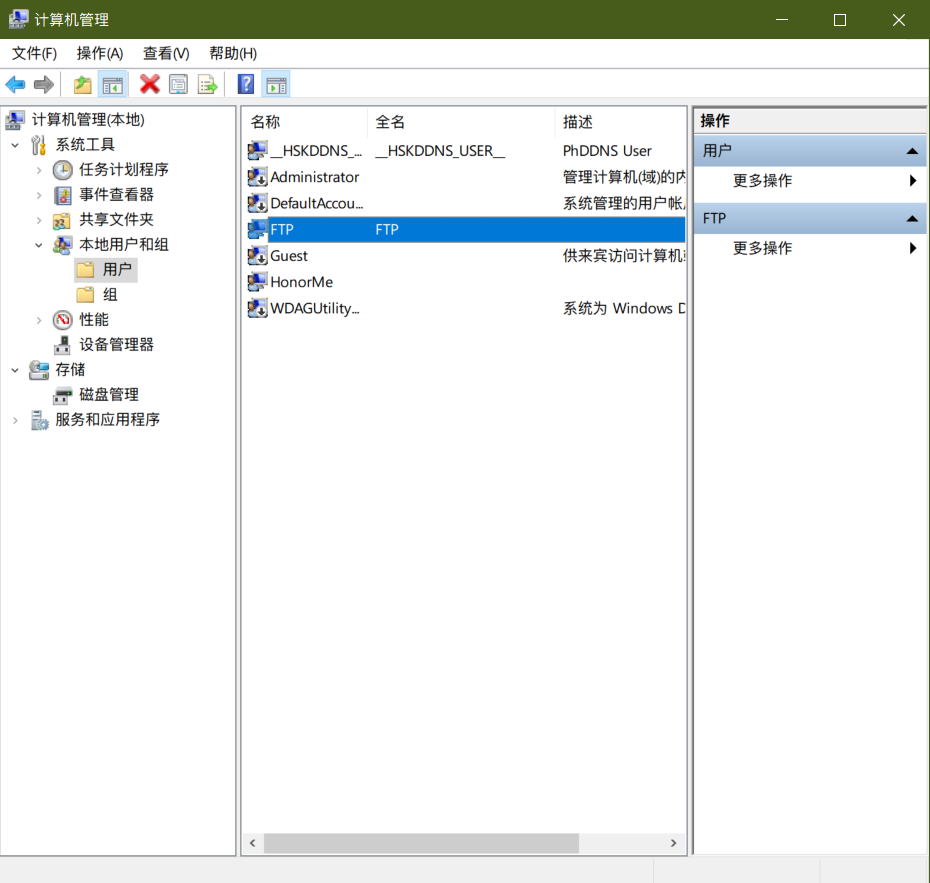 计算机管理
文件(F) 操作(A) 查看(V) 帮助(H)
计算机管理(本地)
系统工具
任务计划程序
事件查看器
共享文件夹
本地用户和组
用户
组
性能
设备管理器
存储
磁盘管理
服务和应用程序
名称 全名 描述
__HSKDDNS_... __HSKDDNS_USER__ PhDDNS User
Administrator 管理计算机(域)的内
DefaultAccou... 系统管理的用户帐
FTP FTP
Guest 供来宾访问计算机
HonorMe
WDAGUtility... 系统为 Windows D
操作
用户
更多操作
FTP
更多操作